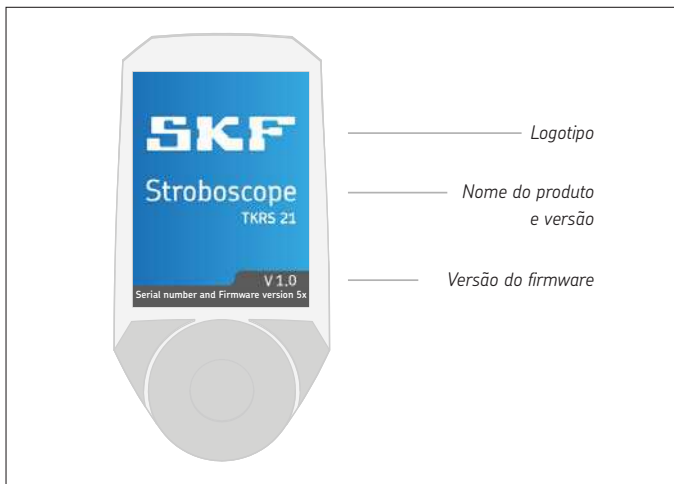 SKF
Logotipo
Stroboscope
TKRS 21
Nome do produto
e versão
V 1.0
Serial number and Firmware version 5x
Versão do firmware